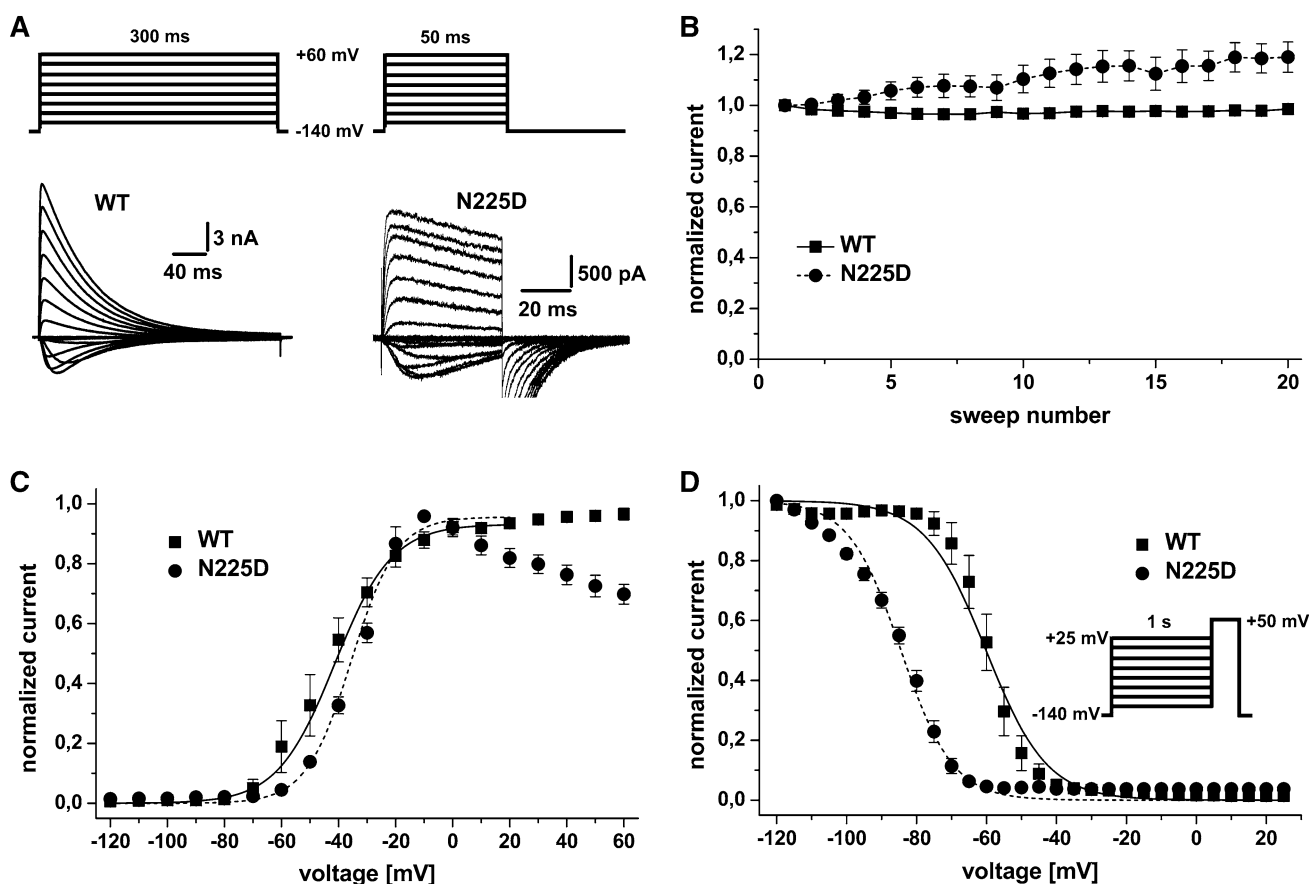 A
300 ms
+60 mV
-140 mV
50 ms
WT
3 nA
40 ms
N225D
500 pA
20 ms
B
normalized current
1,2
1,0
0,8
0,6
0,4
0,2
0,0
WT
N225D
0
5
10
15
20
sweep number
C
normalized current
1,0
0,8
0,6
0,4
0,2
0,0
WT
N225D
-120
-100
-80
-60
-40
-20
0
20
40
60
voltage [mV]
D
normalized current
1,0
0,8
0,6
0,4
0,2
0,0
WT
N225D
1 s
+50 mV
+25 mV
-140 mV
-120
-100
-80
-60
-40
-20
0
20
voltage [mV]